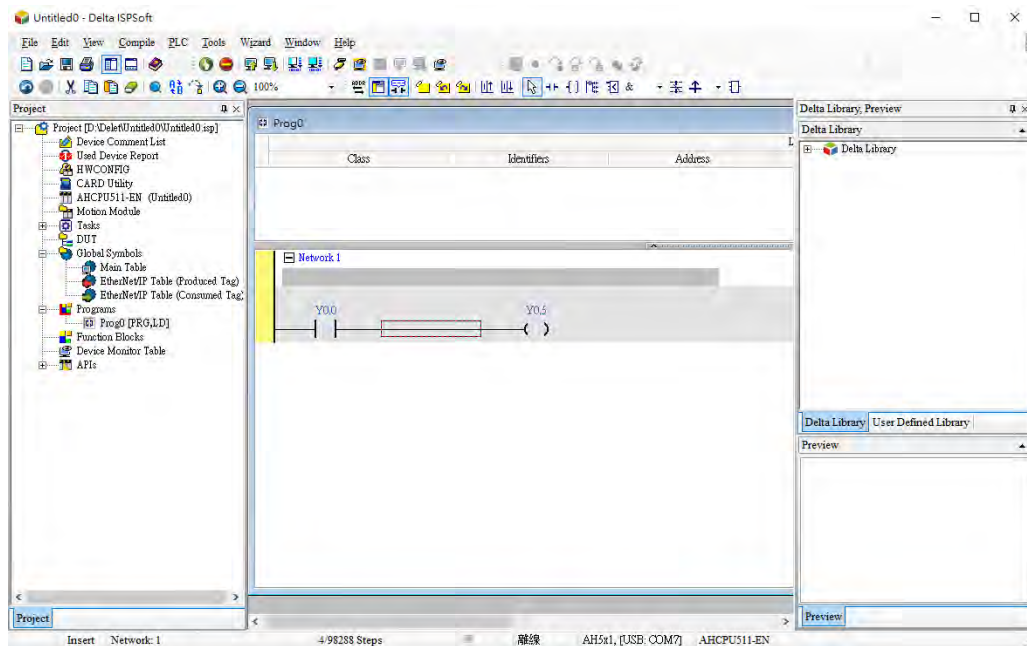 Untitled0 - Delta ISPSoft
File Edit View Compile PLC Tools Wizard Window Help
100%
Project
Project [D:\Delet\Untitled0\Untitled0.isp]
Device Comment List
Used Device Report
HWCONFIG
CARD Utility
AHCPU511-EN (Untitled0)
Motion Module
Tasks
DUT
Global Symbols
Main Table
EtherNet/IP Table (Produced Tag)
EtherNet/IP Table (Consumed Tag
Programs
Prog0 [PRG,LD]
Function Blocks
Device Monitor Table
APIs
Project
Prog0
Class Identifiers Address
Network 1
Y0.0 Y0.5
Delta Library, Preview
Delta Library
Delta Library
Delta Library User Defined Library
Preview
Preview
Insert Network: 1 4/98288 Steps 離線 AH5x1, [USB: COM7] AHCPU511-EN